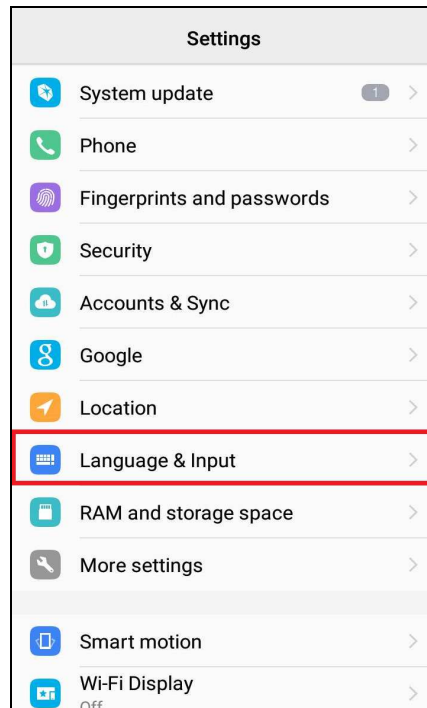 Settings
System update 1
Phone
Fingerprints and passwords
Security
Accounts & Sync
8 Google
Location
Language & Input
RAM and storage space
More settings
Smart motion
Wi-Fi Display
Off